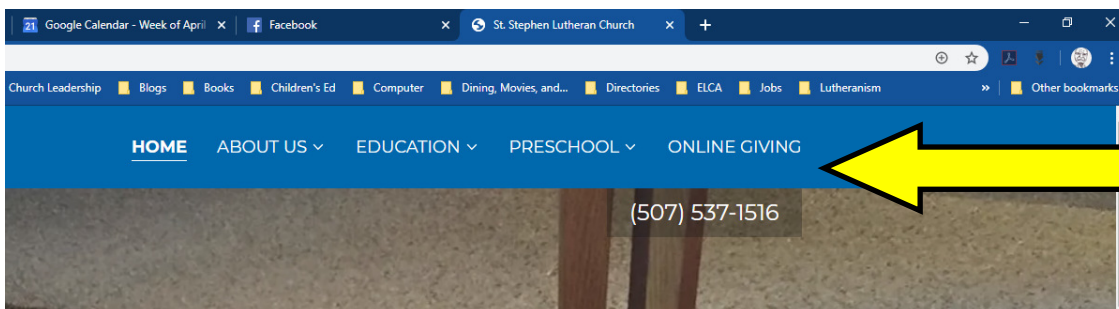 21 Google Calendar - Week of April Facebook St. Stephen Lutheran Church
Church Leadership Blogs Books Children's Ed Computer Dining, Movies, and... Directories ELCA Jobs Lutheranism » Other bookmarks
HOME ABOUT US EDUCATION PRESCHOOL ONLINE GIVING
(507) 537-1516